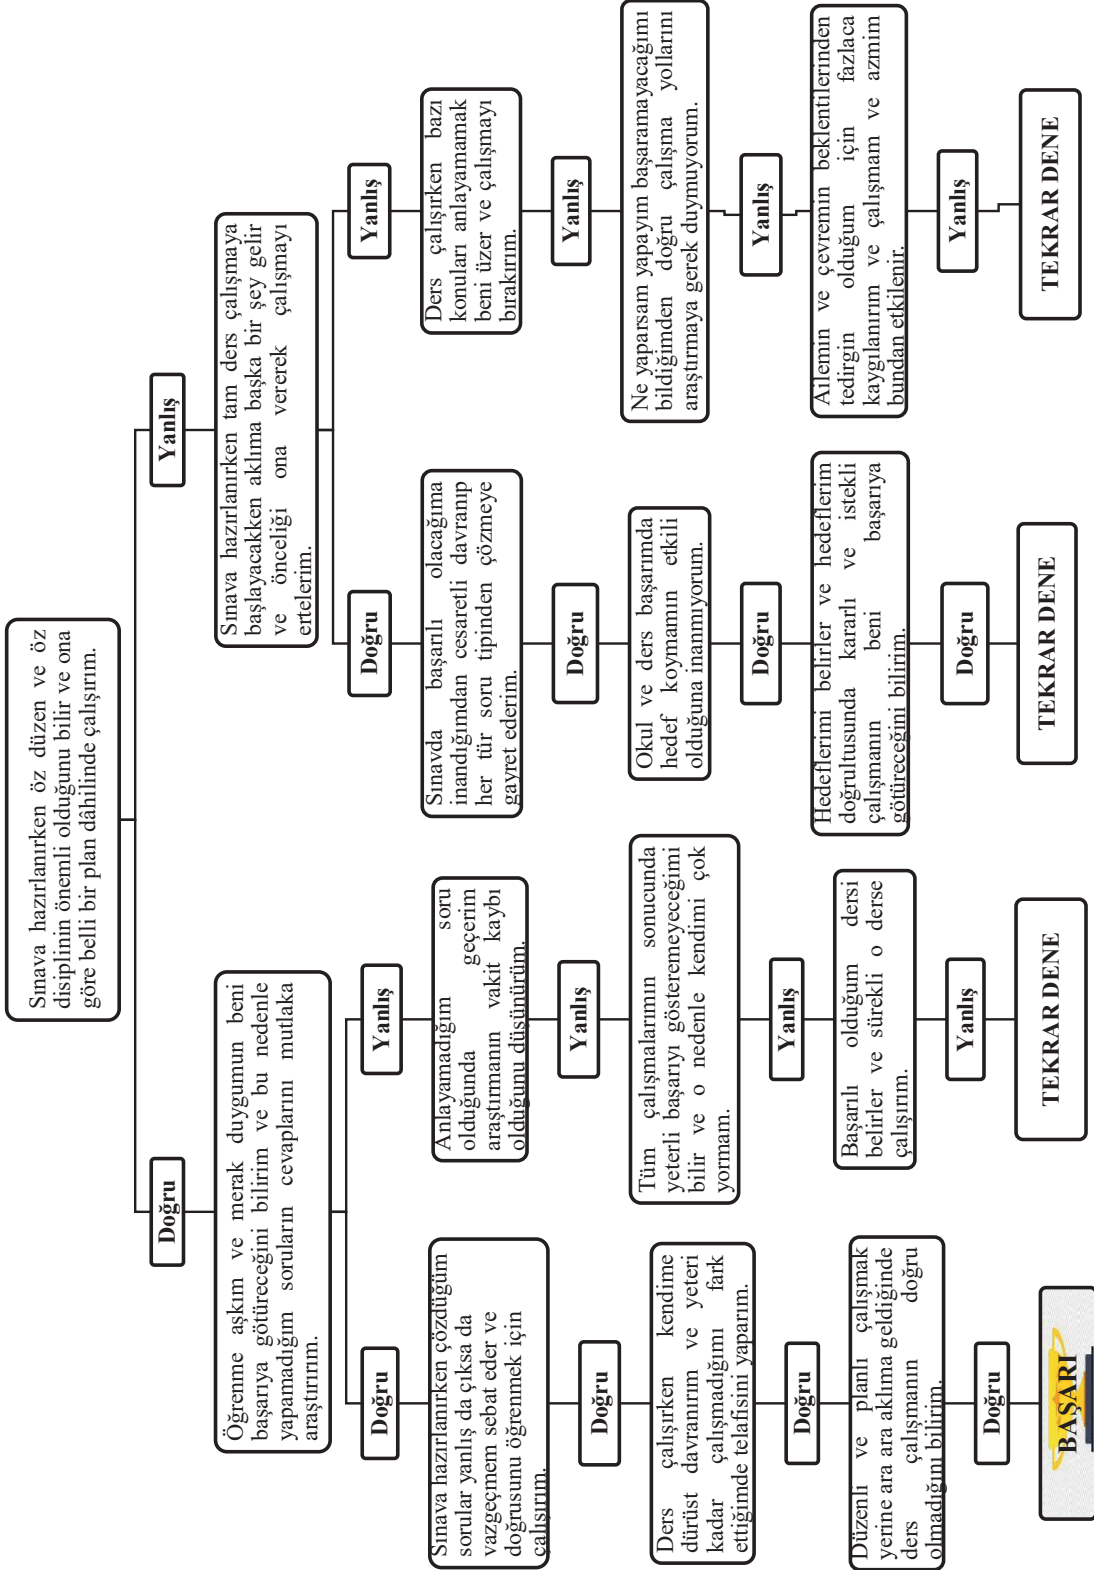 Sınava hazırlanırken öz düzen ve öz
disiplinin önemli olduğunu bilir ve ona
göre belli bir plan dâhilinde çalışırım.
Doğru
Öğrenme aşkım ve merak duygumun beni
başarıya götüreceğini bilirim ve bu nedenle
yapamadığım soruların cevaplarını mutlaka
araştırırım.
Doğru
Sınava hazırlanırken çözdüğüm
sorular yanlış da çıksa da
vazgeçmem sebat eder ve
doğrusunu öğrenmek için
çalışırım.
Doğru
Ders çalışırken kendime
dürüst davranırım ve yeteri
kadar çalışmadığımı fark
ettiğimde telafisini yaparım.
Doğru
Düzenli ve planlı çalışmak
yerine ara ara aklıma geldiğinde
ders çalışmanın doğru
olmadığını bilirim.
Doğru
BAŞARI
Yanlış
Anlayamadığım soru
olduğunda geçerim
araştırmanın vakit kaybı
olduğunu düşünürüm.
Yanlış
Tüm çalışmalarımın sonucunda
yeterli başarıyı gösteremeyeceğimi
bilir ve o nedenle kendimi çok
yormam.
Yanlış
Başarılı olduğum dersi
belirler ve sürekli o derse
çalışırım.
Yanlış
TEKRAR DENE
Yanlış
Sınava hazırlanırken tam ders çalışmaya
başlayacakken aklıma başka bir şey gelir
ve önceliği ona vererek çalışmayı
ertelerim.
Doğru
Sınavda başarılı olacağıma
inandığımdan cesaretli davranıp
her tür soru tipinden çözmeye
gayret ederim.
Doğru
Okul ve ders başarımda
hedef koymamın etkili
olduğuna inanmıyorum.
Doğru
Hedeflerimi belirler ve hedeflerim
doğrultusunda kararlı ve istekli
çalışmanın beni başarıya
götüreceğini bilirim.
Doğru
TEKRAR DENE
Yanlış
Ders çalışırken bazı
konuları anlayamamak
beni üzer ve çalışmayı
bırakırım.
Yanlış
Ne yaparsam yapayım başaramayacağımı
bildiğimden doğru çalışma yollarını
araştırmaya gerek duymuyorum.
Yanlış
Ailemin ve çevremin beklentilerinden
tedirgin olduğum için fazlaca
kaygılanırım ve çalışmam ve azmim
bundan etkilenir.
Yanlış
TEKRAR DENE